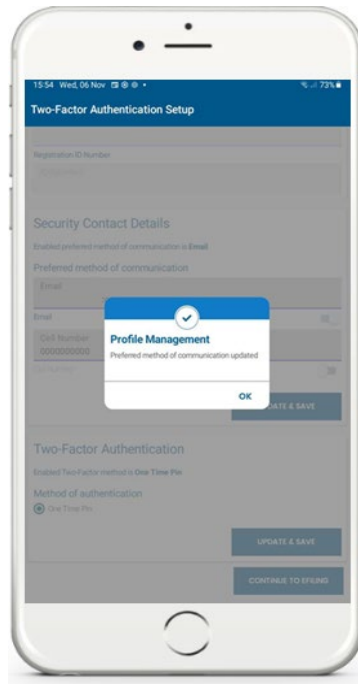 15:54 Wed, 06 Nov
73%
Two-Factor Authentication Setup
Registration ID Number
Security Contact Details
Enabled preferred method of communication is Email
Preferred method of communication
Email
Email
Cell Number
0000000000
Profile Management
Preferred method of communication updated
OK
UPDATE & SAVE
Two-Factor Authentication
Enabled Two-Factor method is One Time Pin
Method of authentication
One Time Pin
UPDATE & SAVE
CONTINUE TO EFILING